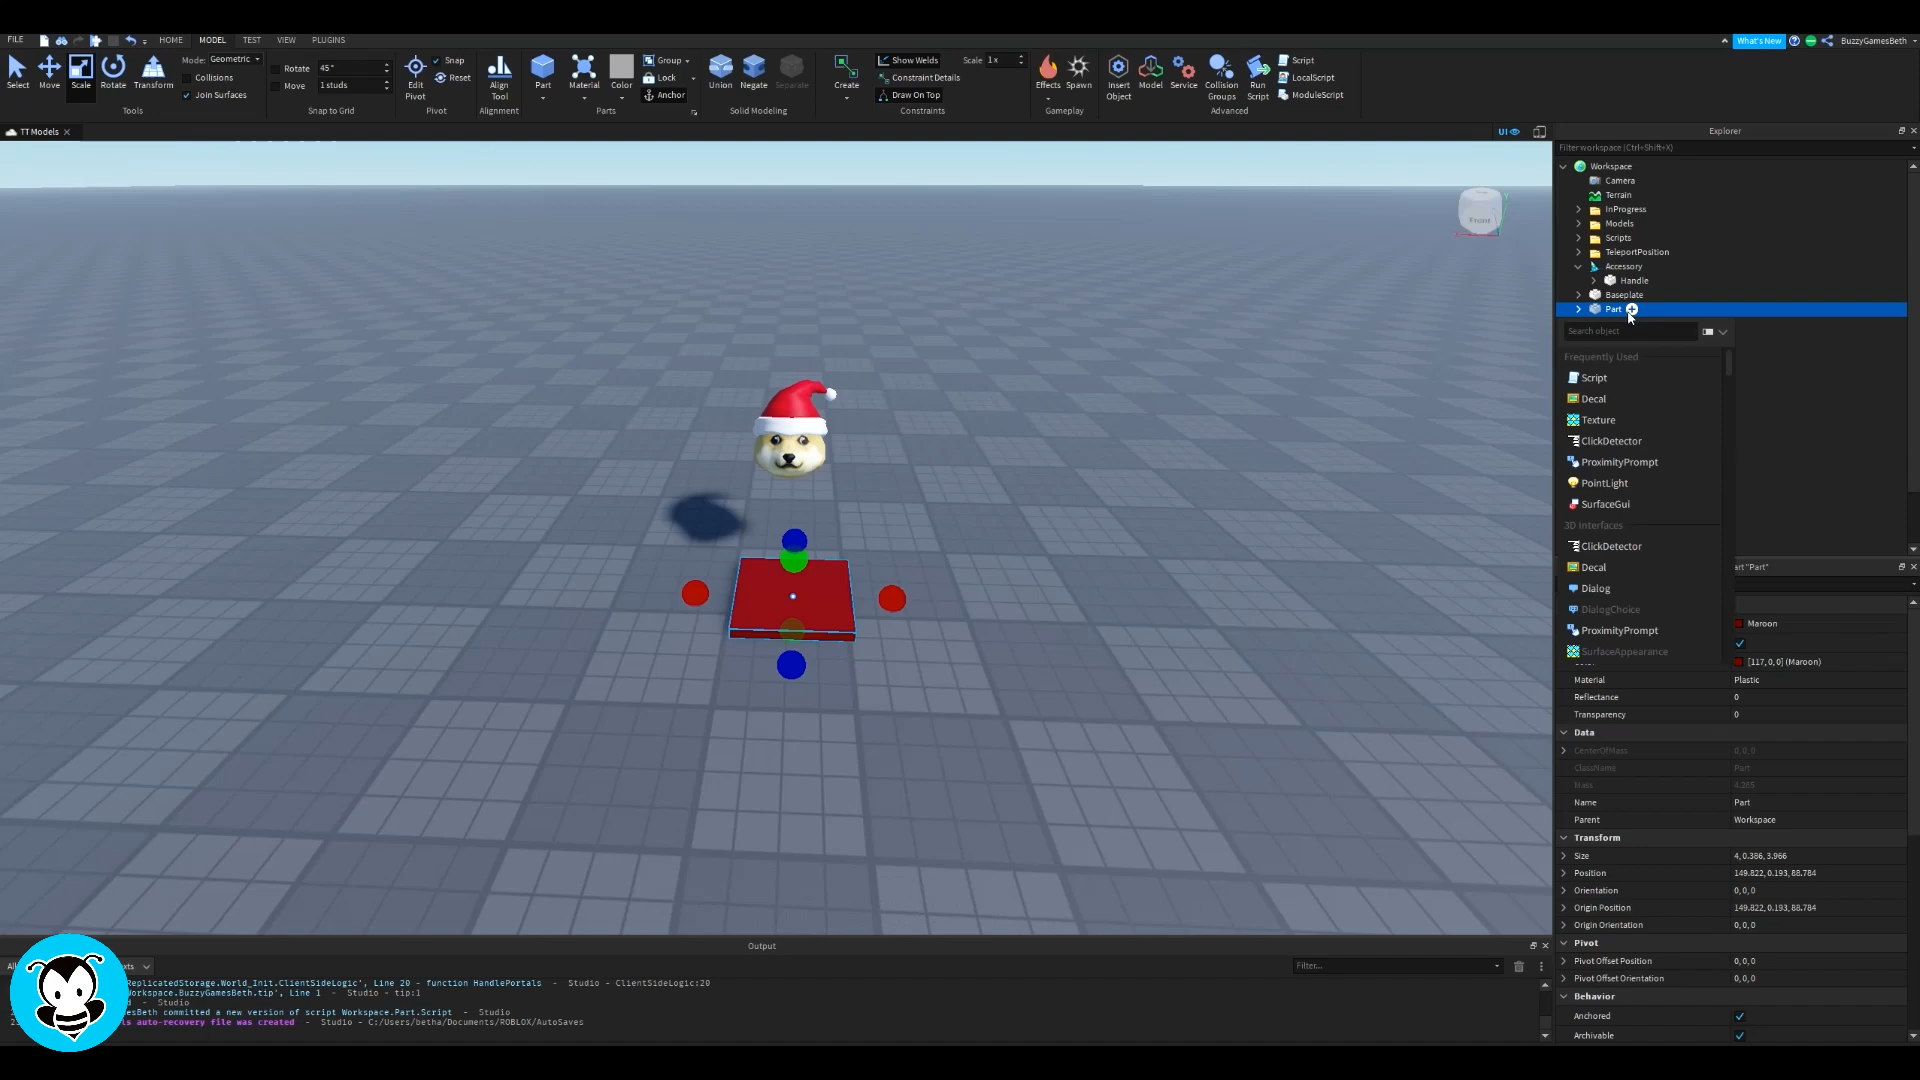 FILE HOME MODEL TEST VIEW PLUGINS What's New BuzzyGamesBeth
Select Move Scale Rotate Transform
Mode: Geometric
Collisions
Join Surfaces
Tools
Rotate 45°
Move 1 studs
Snap to Grid
Edit Pivot
Snap
Reset
Pivot
Align Tool
Alignment
Part Material Color
Group
Lock
Anchor
Parts
Union Negate Separate
Solid Modeling
Create
Show Welds
Constraint Details
Draw On Top
Scale 1x
Constraints
Effects Spawn
Gameplay
Insert Object Model Service Collision Groups Run Script
Script
LocalScript
ModuleScript
Advanced
TT Models
UI
Explorer
Filter workspace (Ctrl+Shift+X)
Workspace
Camera
Terrain
InProgress
Models
Scripts
TeleportPosition
Accessory
Handle
Baseplate
Part
Search object
Frequently Used
Script
Decal
Texture
ClickDetector
ProximityPrompt
PointLight
SurfaceGui
3D Interfaces
ClickDetector
Decal
Dialog
DialogChoice
ProximityPrompt
SurfaceAppearance
Front
art "Part"
Maroon
[117, 0, 0] (Maroon)
Material Plastic
Reflectance 0
Transparency 0
Data
CenterOfMass 0, 0, 0
ClassName Part
Mass 4.265
Name Part
Parent Workspace
Transform
Size 4, 0.386, 3.966
Position 149.822, 0.193, 88.784
Orientation 0, 0, 0
Origin Position 149.822, 0.193, 88.784
Origin Orientation 0, 0, 0
Pivot
Pivot Offset Position 0, 0, 0
Pivot Offset Orientation 0, 0, 0
Behavior
Anchored
Archivable
Output
Al exts Filter...
ReplicatedStorage.World_Init.ClientSideLogic', Line 20 - function HandlePortals - Studio - ClientSideLogic:20
Workspace.BuzzyGamesBeth.tip', Line 1 - Studio - tip:1
d - Studio
esBeth committed a new version of script Workspace.Part.Script - Studio
ls auto-recovery file was created - Studio - C:/Users/betha/Documents/ROBLOX/AutoSaves